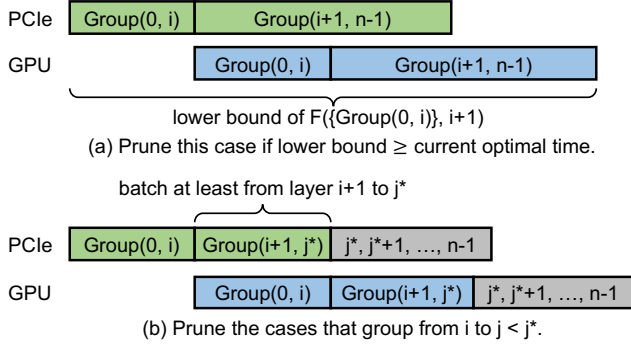 PCIe Group(0, i) Group(i+1, n-1)
GPU Group(0, i) Group(i+1, n-1)
lower bound of F({Group(0, i)}, i+1)
(a) Prune this case if lower bound ≥ current optimal time.
batch at least from layer i+1 to j*
PCIe Group(0, i) Group(i+1, j*) j*, j*+1, …, n-1
GPU Group(0, i) Group(i+1, j*) j*, j*+1, …, n-1
(b) Prune the cases that group from i to j < j*.